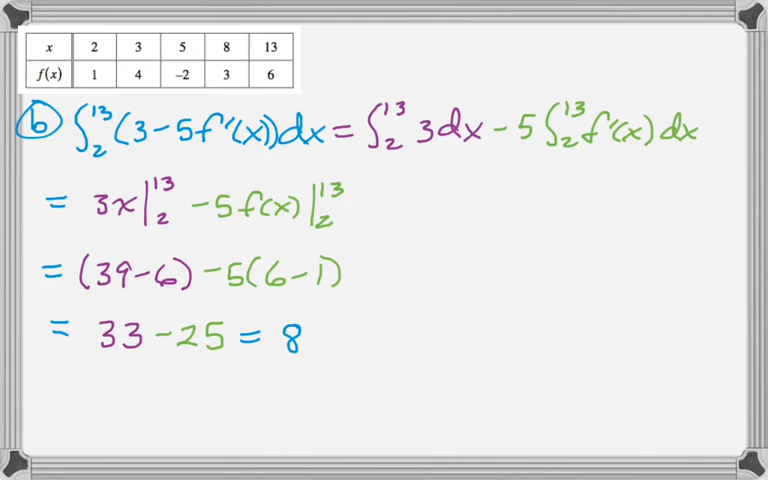 x 2 3 5 8 13
f(x) 1 4 –2 3 6
b ∫₂¹³ (3 − 5f'(x))dx = ∫₂¹³ 3dx − 5 ∫₂¹³ f'(x) dx
= 3x|₂¹³ − 5f(x)|₂¹³
= (39 − 6) − 5(6 − 1)
= 33 − 25 = 8